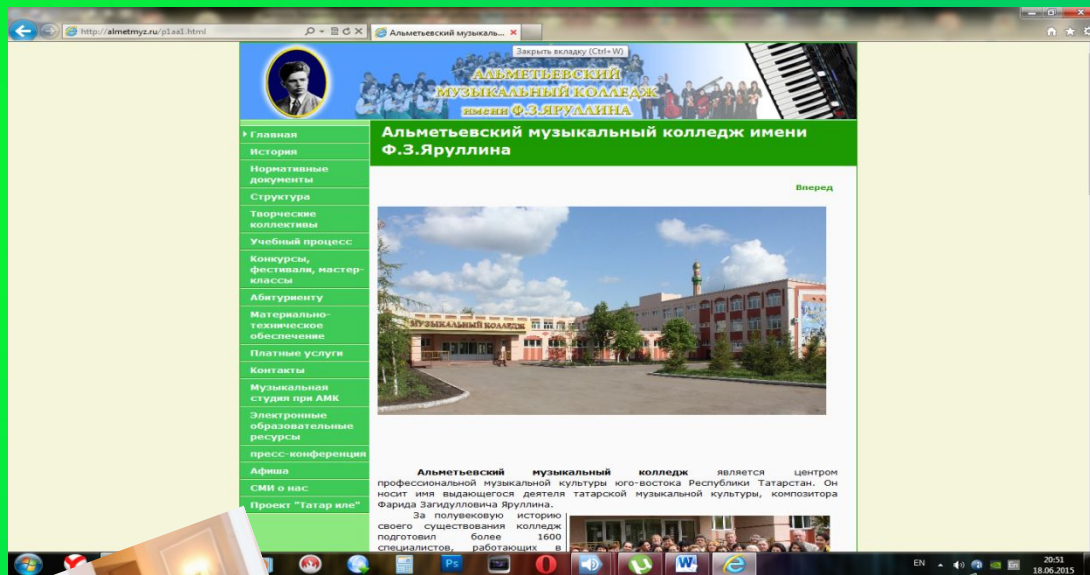 http://almetmyz.ru/p1aa1.html
Альметьевский музыкаль...
Закрыть вкладку (Ctrl+W)
АЛЬМЕТЬЕВСКИЙ
МУЗЫКАЛЬНЫЙ КОЛЛЕДЖ
имени Ф.З.ЯРУЛЛИНА
Главная
История
Нормативные
документы
Структура
Творческие
коллективы
Учебный процесс
Конкурсы,
фестивали, мастер-
классы
Абитуриенту
Материально-
техническое
обеспечение
Платные услуги
Контакты
Музыкальная
студия при АМК
Электронные
образовательные
ресурсы
пресс-конференция
Афиша
СМИ о нас
Проект "Татар иле"
Альметьевский музыкальный колледж имени
Ф.З.Яруллина
Вперед
МУЗЫКАЛЬНЫЙ КОЛЛЕДЖ
Альметьевский музыкальный колледж является центром
профессиональной музыкальной культуры юго-востока Республики Татарстан. Он
носит имя выдающегося деятеля татарской музыкальной культуры, композитора
Фарида Загидулловича Яруллина.
За полувековую историю
своего существования колледж
подготовил более 1600
специалистов, работающих в
Ps
W
EN
En
20:51
18.06.2015